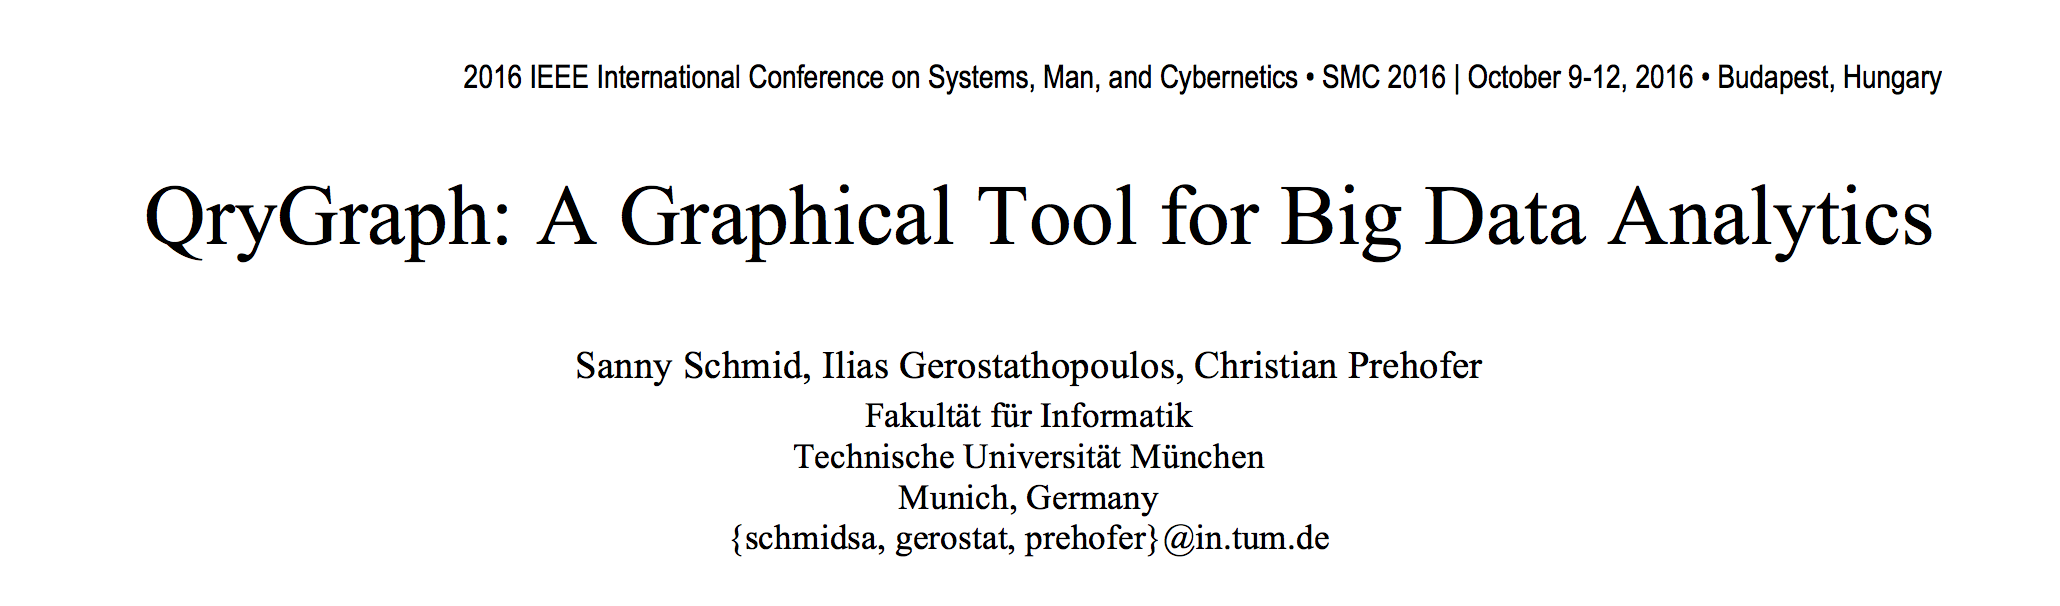 2016 IEEE International Conference on Systems, Man, and Cybernetics • SMC 2016 | October 9-12, 2016 • Budapest, Hungary
QryGraph: A Graphical Tool for Big Data Analytics
Sanny Schmid, Ilias Gerostathopoulos, Christian Prehofer
Fakultät für Informatik
Technische Universität München
Munich, Germany
{schmidsa, gerostat, prehofer}@in.tum.de